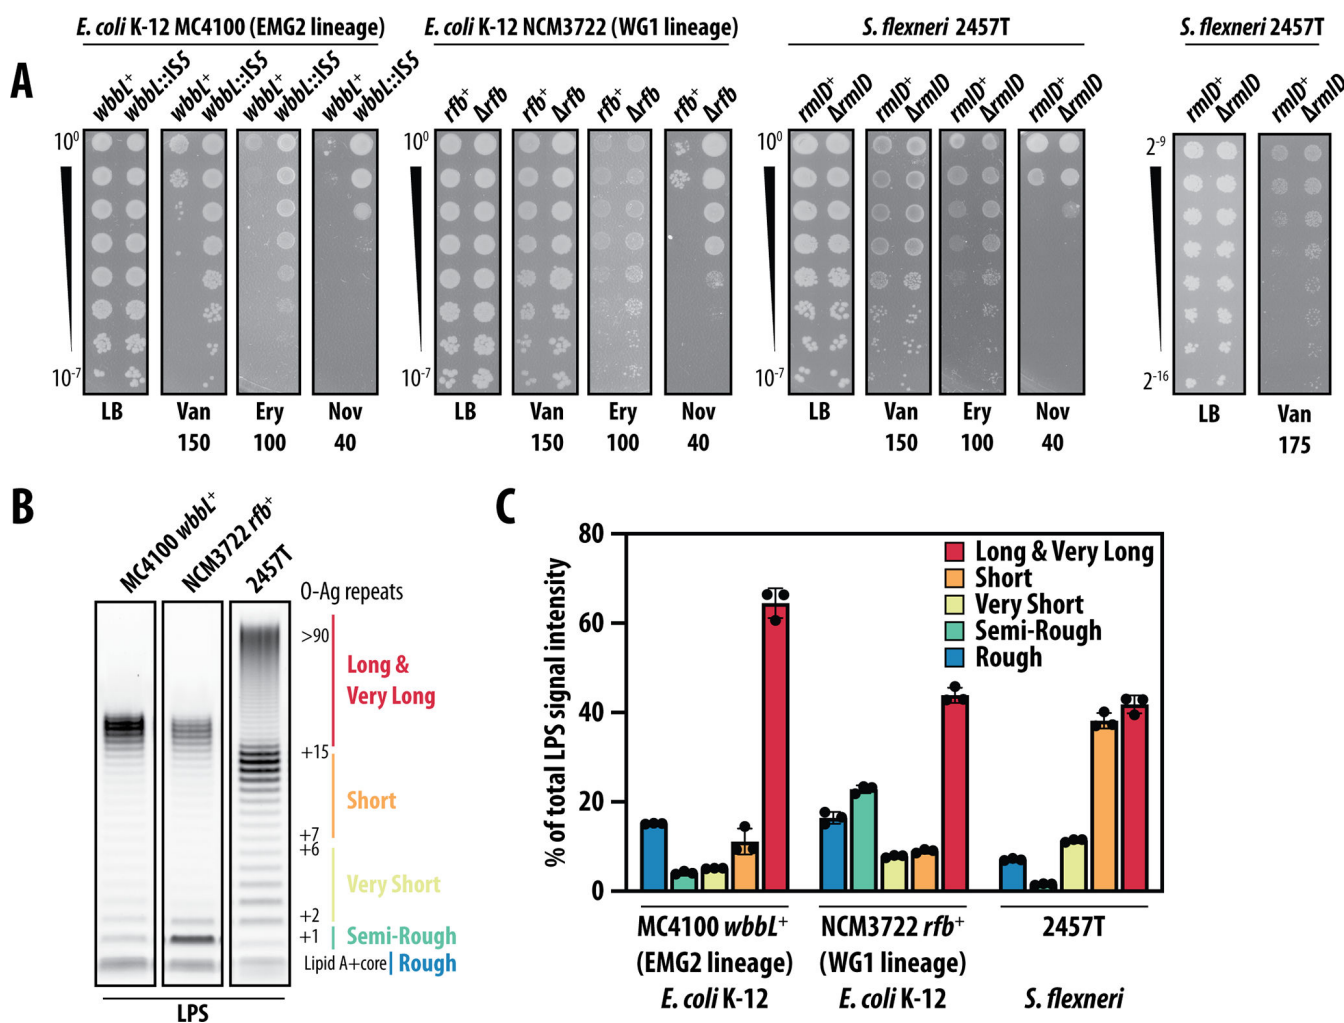 E. coli K-12 MC4100 (EMG2 lineage)
E. coli K-12 NCM3722 (WG1 lineage)
S. flexneri 2457T
S. flexneri 2457T
A
wbbL⁺ wbbL::IS5 wbbL⁺ wbbL::IS5 wbbL⁺ wbbL::IS5 wbbL⁺ wbbL::IS5
rfb⁺ Δrfb rfb⁺ Δrfb rfb⁺ Δrfb rfb⁺ Δrfb
rmlD⁺ ΔrmlD rmlD⁺ ΔrmlD rmlD⁺ ΔrmlD rmlD⁺ ΔrmlD
rmlD⁺ ΔrmlD rmlD⁺ ΔrmlD
10⁰ 10⁰ 10⁰ 2⁻⁹
10⁻⁷ 10⁻⁷ 10⁻⁷ 2⁻¹⁶
LB Van Ery Nov LB Van Ery Nov LB Van Ery Nov LB Van
150 100 40 150 100 40 150 100 40 175
B
MC4100 wbbL⁺
NCM3722 rfb⁺
2457T
O-Ag repeats
>90
Long &
Very Long
+15
Short
+7
+6
Very Short
+2
+1 Semi-Rough
Lipid A+core Rough
LPS
C
% of total LPS signal intensity
80
60
40
20
0
Long & Very Long
Short
Very Short
Semi-Rough
Rough
MC4100 wbbL⁺ NCM3722 rfb⁺ 2457T
(EMG2 lineage) (WG1 lineage)
E. coli K-12 E. coli K-12 S. flexneri